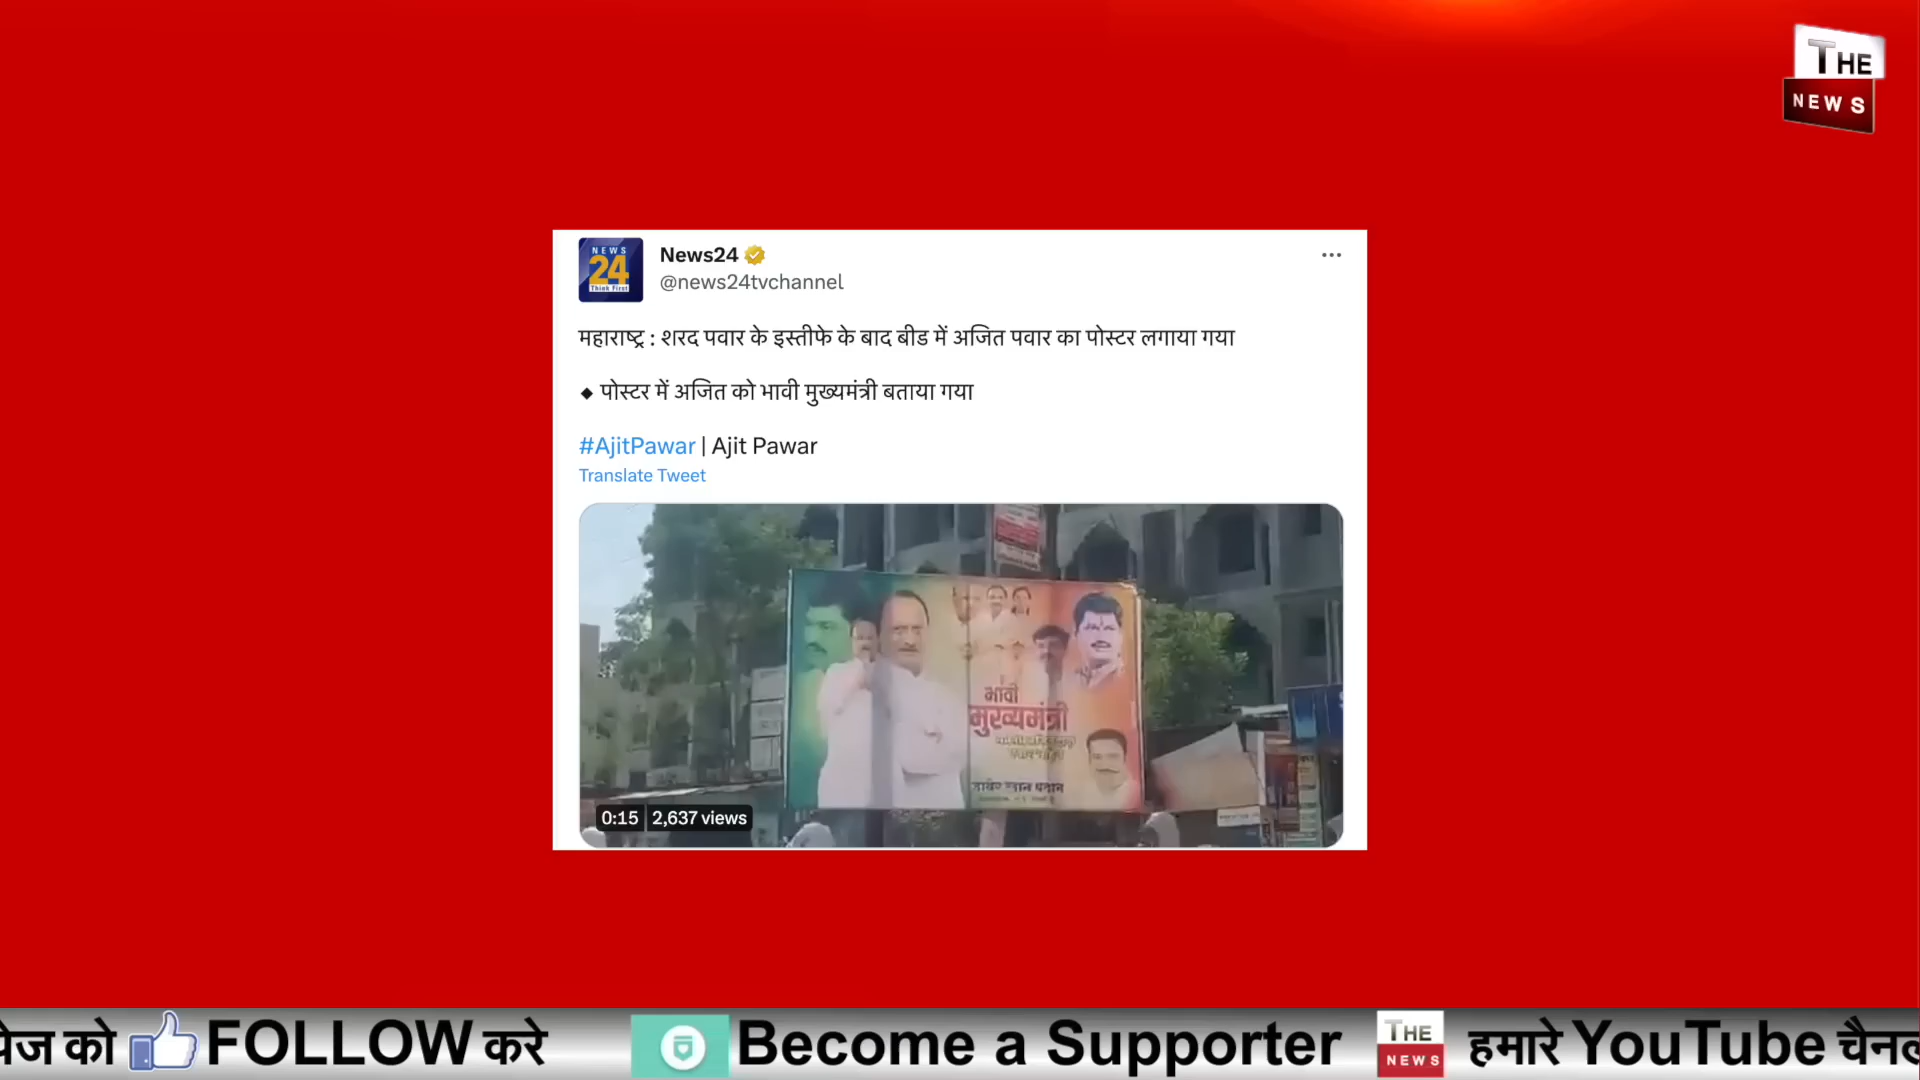 THE
NEWS
NEWS
24
Think First
News24
@news24tvchannel
महाराष्ट्र : शरद पवार के इस्तीफे के बाद बीड में अजित पवार का पोस्टर लगाया गया
◆ पोस्टर में अजित को भावी मुख्यमंत्री बताया गया
#AjitPawar | Ajit Pawar
Translate Tweet
भावी
मुख्यमंत्री
0:15 2,637 views
पेज को FOLLOW करे Become a Supporter THE NEWS हमारे YouTube चैनल